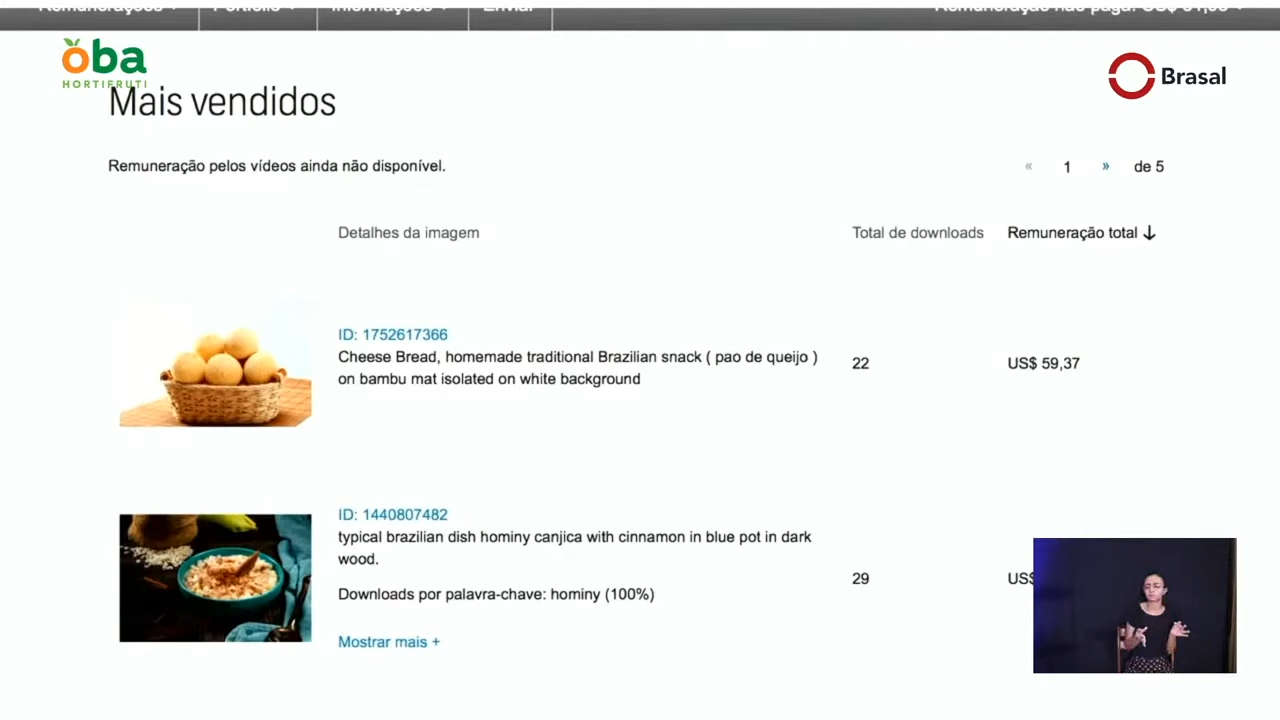 oba
HORTIFRUTI
Brasal
Mais vendidos
Remuneração pelos vídeos ainda não disponível.
« 1 » de 5
Detalhes da imagem
Total de downloads
Remuneração total ↓
ID: 1752617366
Cheese Bread, homemade traditional Brazilian snack ( pao de queijo )
on bambu mat isolated on white background
22
US$ 59,37
ID: 1440807482
typical brazilian dish hominy canjica with cinnamon in blue pot in dark
wood.
Downloads por palavra-chave: hominy (100%)
Mostrar mais +
29
US$